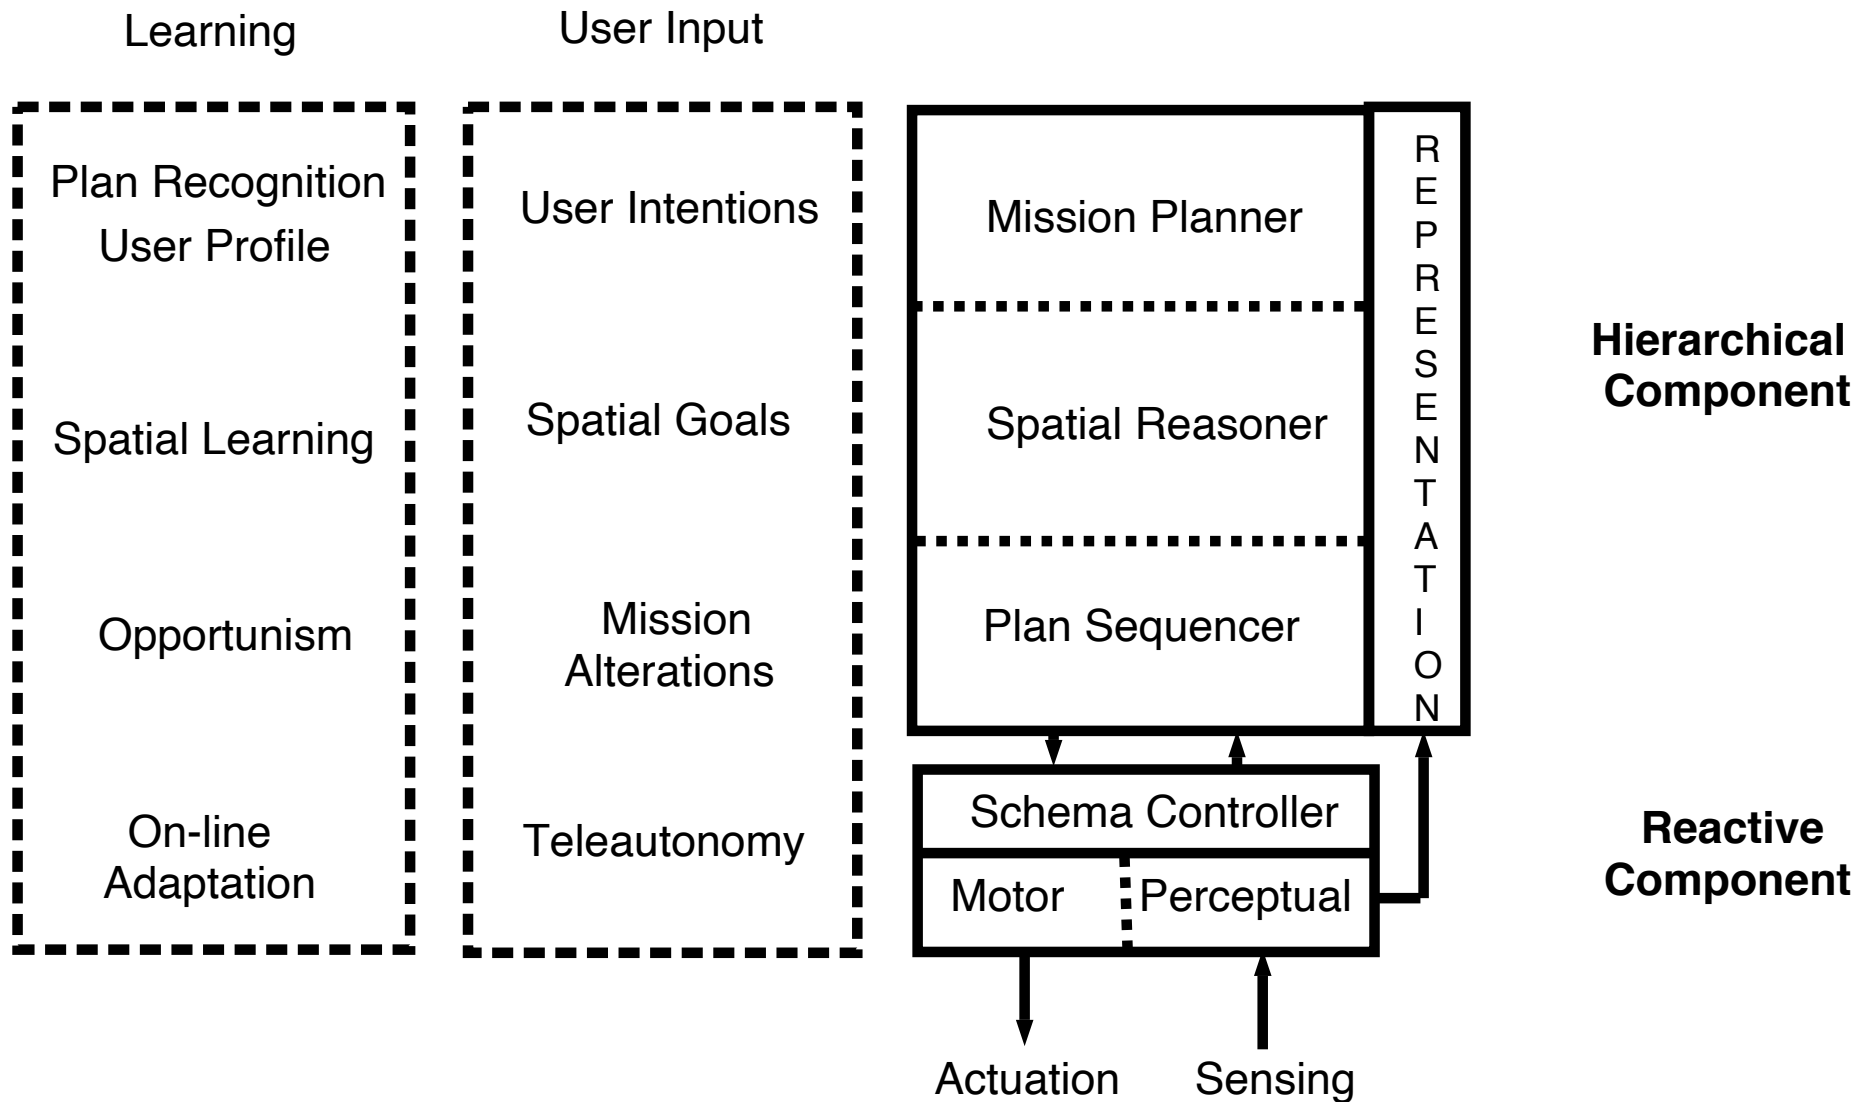 Learning
User Input
Plan Recognition
User Profile
Spatial Learning
Opportunism
On-line
Adaptation
User Intentions
Spatial Goals
Mission
Alterations
Teleautonomy
Mission Planner
Spatial Reasoner
Plan Sequencer
R
E
P
R
E
S
E
N
T
A
T
I
O
N
Schema Controller
Motor
Perceptual
Actuation
Sensing
Hierarchical
Component
Reactive
Component